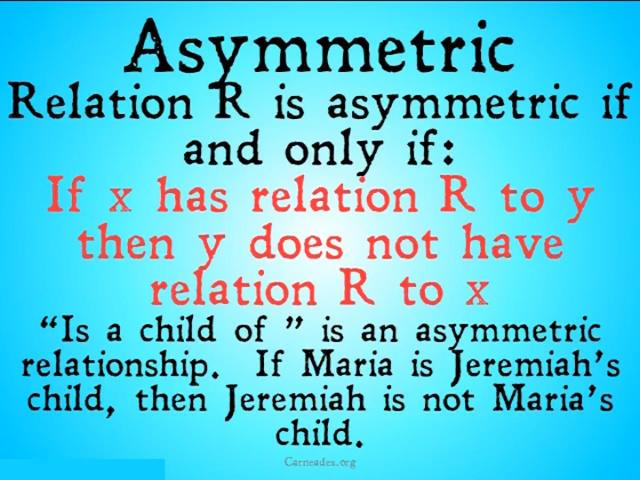 Asymmetric
Relation R is asymmetric if
and only if:
If x has relation R to y
then y does not have
relation R to x
“Is a child of ” is an asymmetric
relationship. If Maria is Jeremiah’s
child, then Jeremiah is not Maria’s
child.
Carneades.org